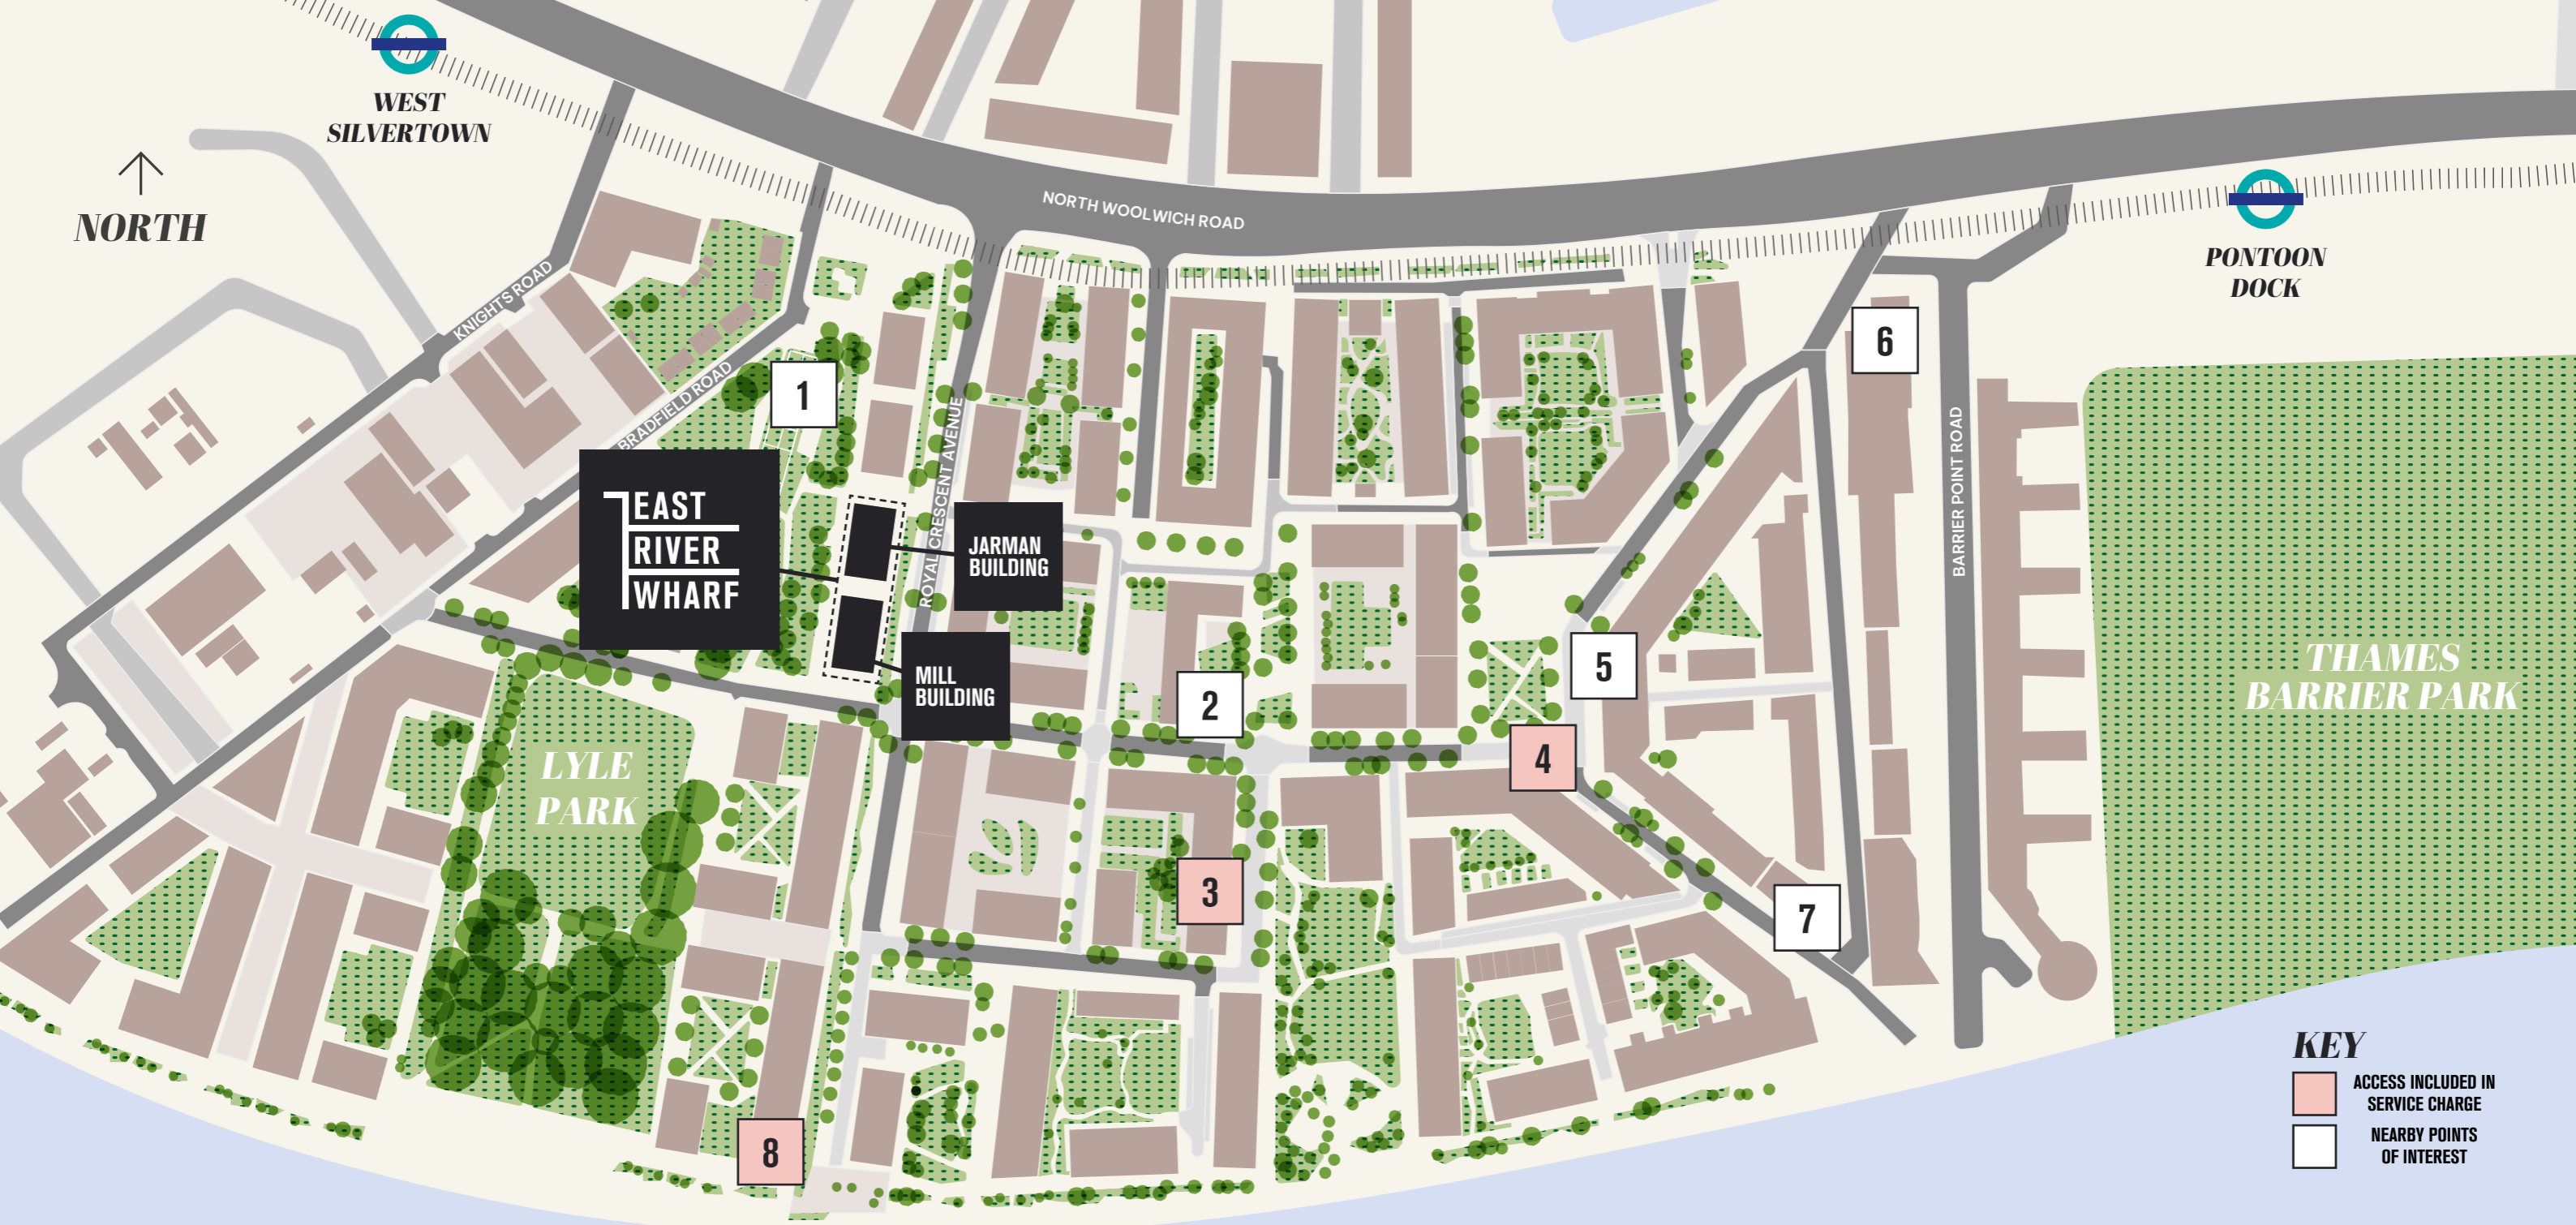 WEST
SILVERTOWN
NORTH
NORTH WOOLWICH ROAD
PONTOON
DOCK
KNIGHTS ROAD
BRADFIELD ROAD
ROYAL CRESCENT AVENUE
BARRIER POINT ROAD
1
6
EAST
RIVER
WHARF
JARMAN
BUILDING
MILL
BUILDING
2
5
4
THAMES
BARRIER PARK
LYLE
PARK
3
7
8
KEY
ACCESS INCLUDED IN
SERVICE CHARGE
NEARBY POINTS
OF INTEREST